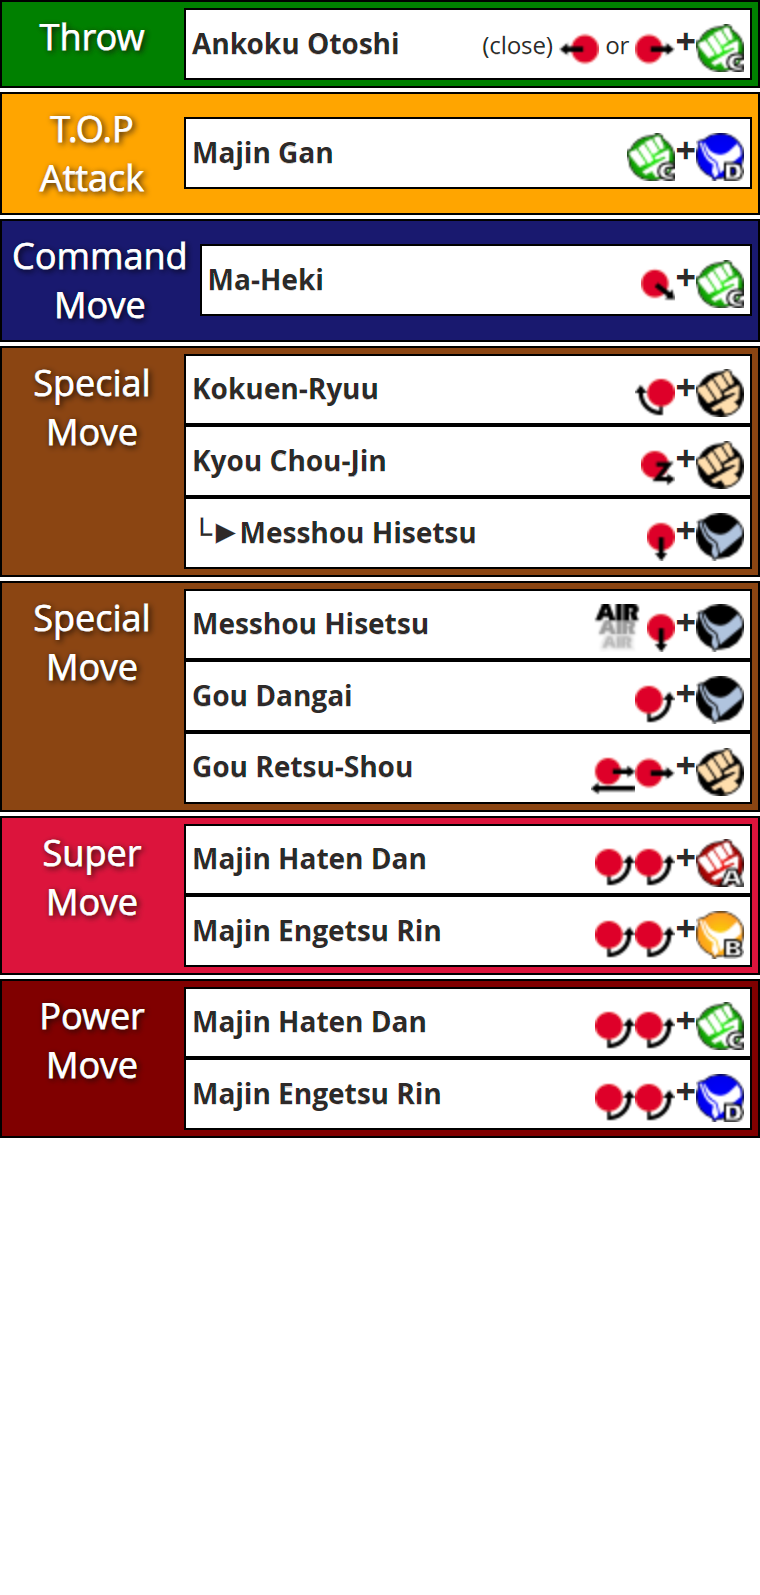 Throw
Ankoku Otoshi (close) or + C
T.O.P
Attack
Majin Gan C + D
Command
Move
Ma-Heki + C
Special
Move
Kokuen-Ryuu +
Kyou Chou-Jin +
└►Messhou Hisetsu +
Special
Move
Messhou Hisetsu AIR AIR AIR +
Gou Dangai +
Gou Retsu-Shou +
Super
Move
Majin Haten Dan + A
Majin Engetsu Rin + B
Power
Move
Majin Haten Dan + C
Majin Engetsu Rin + D